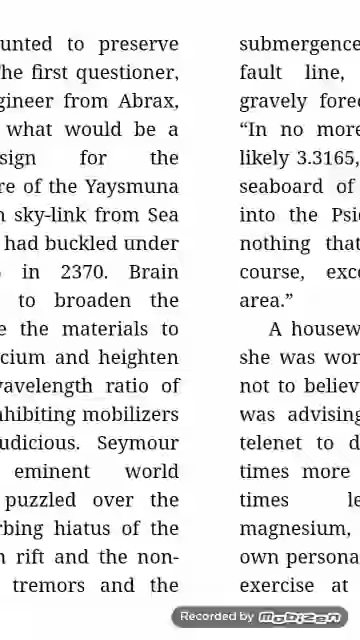 unted to preserve
he first questioner,
gineer from Abrax,
what would be a
sign for the
re of the Yaysmuna
n sky-link from Sea
had buckled under
in 2370. Brain
to broaden the
e the materials to
cium and heighten
wavelength ratio of
nhibiting mobilizers
udicious. Seymour
eminent world
puzzled over the
rbing hiatus of the
n rift and the non-
tremors and the
submergence
fault line,
gravely fore
“In no more
likely 3.3165,
seaboard of
into the Psi
nothing that
course, exc
area.”
A housew
she was wor
not to believ
was advising
telenet to d
times more
times le
magnesium,
own persona
exercise at
Recorded by Mobizen